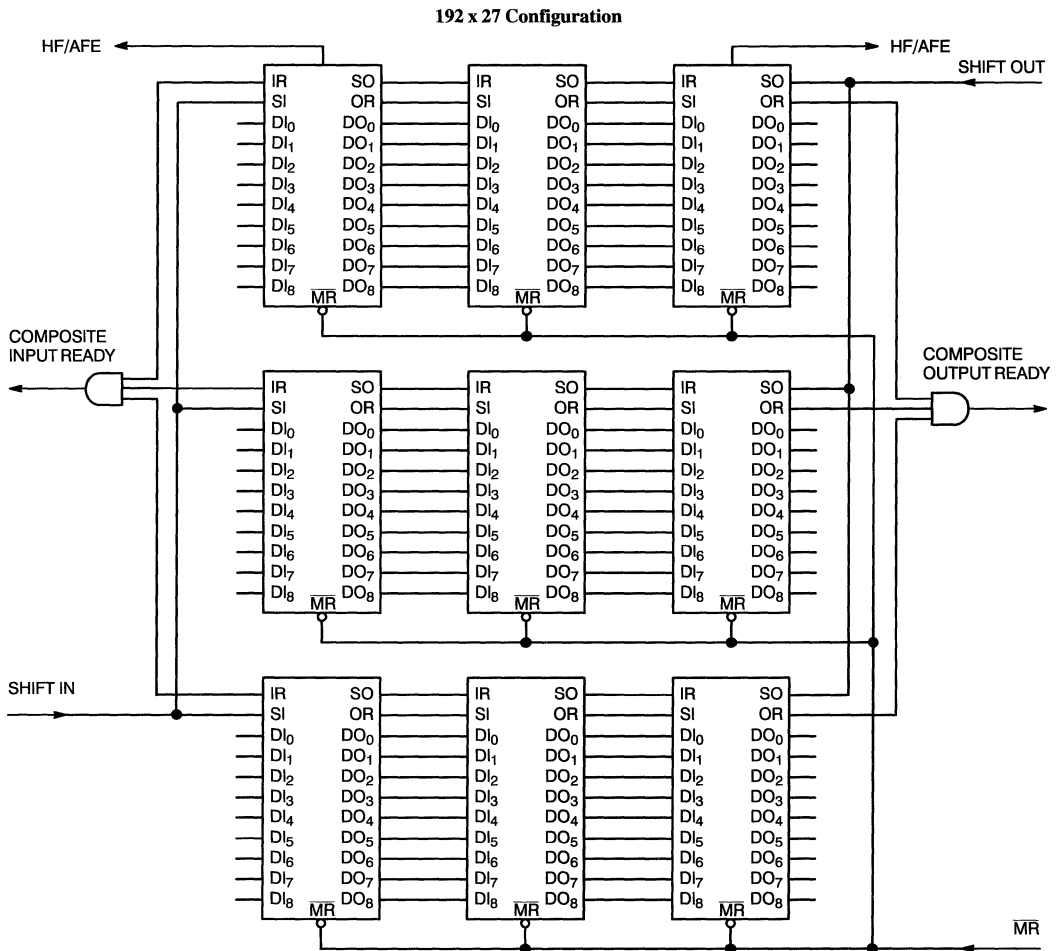 192 x 27 Configuration
HF/AFE HF/AFE
SHIFT OUT
IR SO IR SO IR SO
SI OR SI OR SI OR
DI₀ DO₀ DI₀ DO₀ DI₀ DO₀
DI₁ DO₁ DI₁ DO₁ DI₁ DO₁
DI₂ DO₂ DI₂ DO₂ DI₂ DO₂
DI₃ DO₃ DI₃ DO₃ DI₃ DO₃
DI₄ DO₄ DI₄ DO₄ DI₄ DO₄
DI₅ DO₅ DI₅ DO₅ DI₅ DO₅
DI₆ DO₆ DI₆ DO₆ DI₆ DO₆
DI₇ DO₇ DI₇ DO₇ DI₇ DO₇
DI₈ DO₈ DI₈ DO₈ DI₈ DO₈
M̅R̅ M̅R̅ M̅R̅
COMPOSITE
INPUT READY
COMPOSITE
OUTPUT READY
IR SO IR SO IR SO
SI OR SI OR SI OR
DI₀ DO₀ DI₀ DO₀ DI₀ DO₀
DI₁ DO₁ DI₁ DO₁ DI₁ DO₁
DI₂ DO₂ DI₂ DO₂ DI₂ DO₂
DI₃ DO₃ DI₃ DO₃ DI₃ DO₃
DI₄ DO₄ DI₄ DO₄ DI₄ DO₄
DI₅ DO₅ DI₅ DO₅ DI₅ DO₅
DI₆ DO₆ DI₆ DO₆ DI₆ DO₆
DI₇ DO₇ DI₇ DO₇ DI₇ DO₇
DI₈ DO₈ DI₈ DO₈ DI₈ DO₈
M̅R̅ M̅R̅ M̅R̅
SHIFT IN
IR SO IR SO IR SO
SI OR SI OR SI OR
DI₀ DO₀ DI₀ DO₀ DI₀ DO₀
DI₁ DO₁ DI₁ DO₁ DI₁ DO₁
DI₂ DO₂ DI₂ DO₂ DI₂ DO₂
DI₃ DO₃ DI₃ DO₃ DI₃ DO₃
DI₄ DO₄ DI₄ DO₄ DI₄ DO₄
DI₅ DO₅ DI₅ DO₅ DI₅ DO₅
DI₆ DO₆ DI₆ DO₆ DI₆ DO₆
DI₇ DO₇ DI₇ DO₇ DI₇ DO₇
DI₈ DO₈ DI₈ DO₈ DI₈ DO₈
M̅R̅ M̅R̅ M̅R̅
M̅R̅